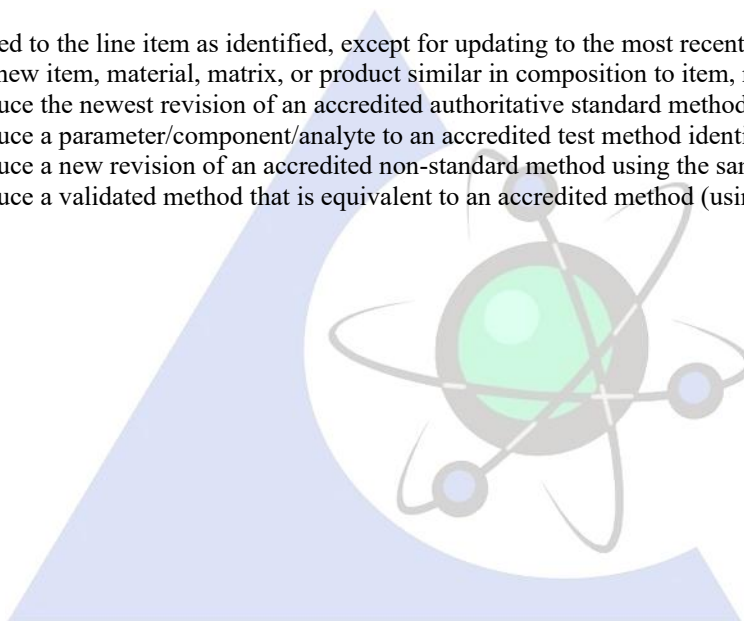 ed to the line item as identified, except for updating to the most recent
new item, material, matrix, or product similar in composition to item,
uce the newest revision of an accredited authoritative standard method
uce a parameter/component/analyte to an accredited test method identi
uce a new revision of an accredited non-standard method using the sa
uce a validated method that is equivalent to an accredited method (usin